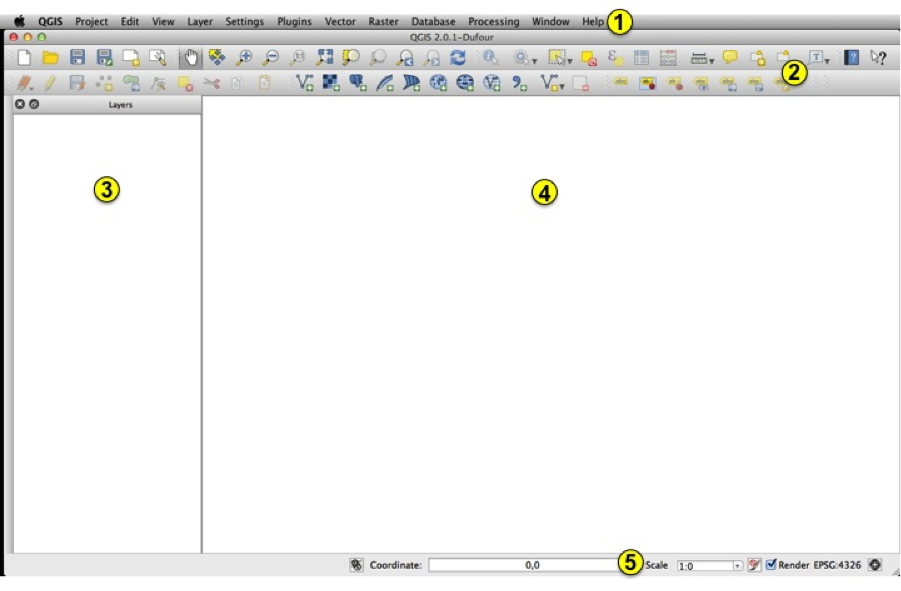 QGIS Project Edit View Layer Settings Plugins Vector Raster Database Processing Window Help 1
QGIS 2.0.1-Dufour
2
Layers
3
4
Coordinate: 0,0 5 Scale 1:0 Render EPSG:4326